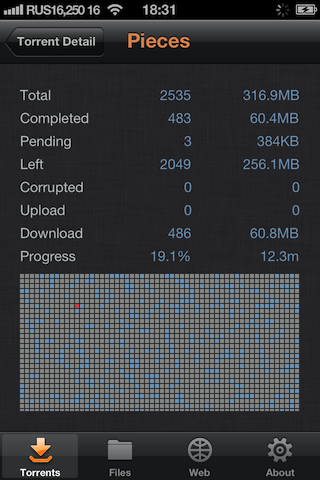 RUS16,250 16 18:31
Torrent Detail Pieces
Total 2535 316.9MB
Completed 483 60.4MB
Pending 3 384KB
Left 2049 256.1MB
Corrupted 0 0
Upload 0 0
Download 486 60.8MB
Progress 19.1% 12.3m
Torrents Files Web About